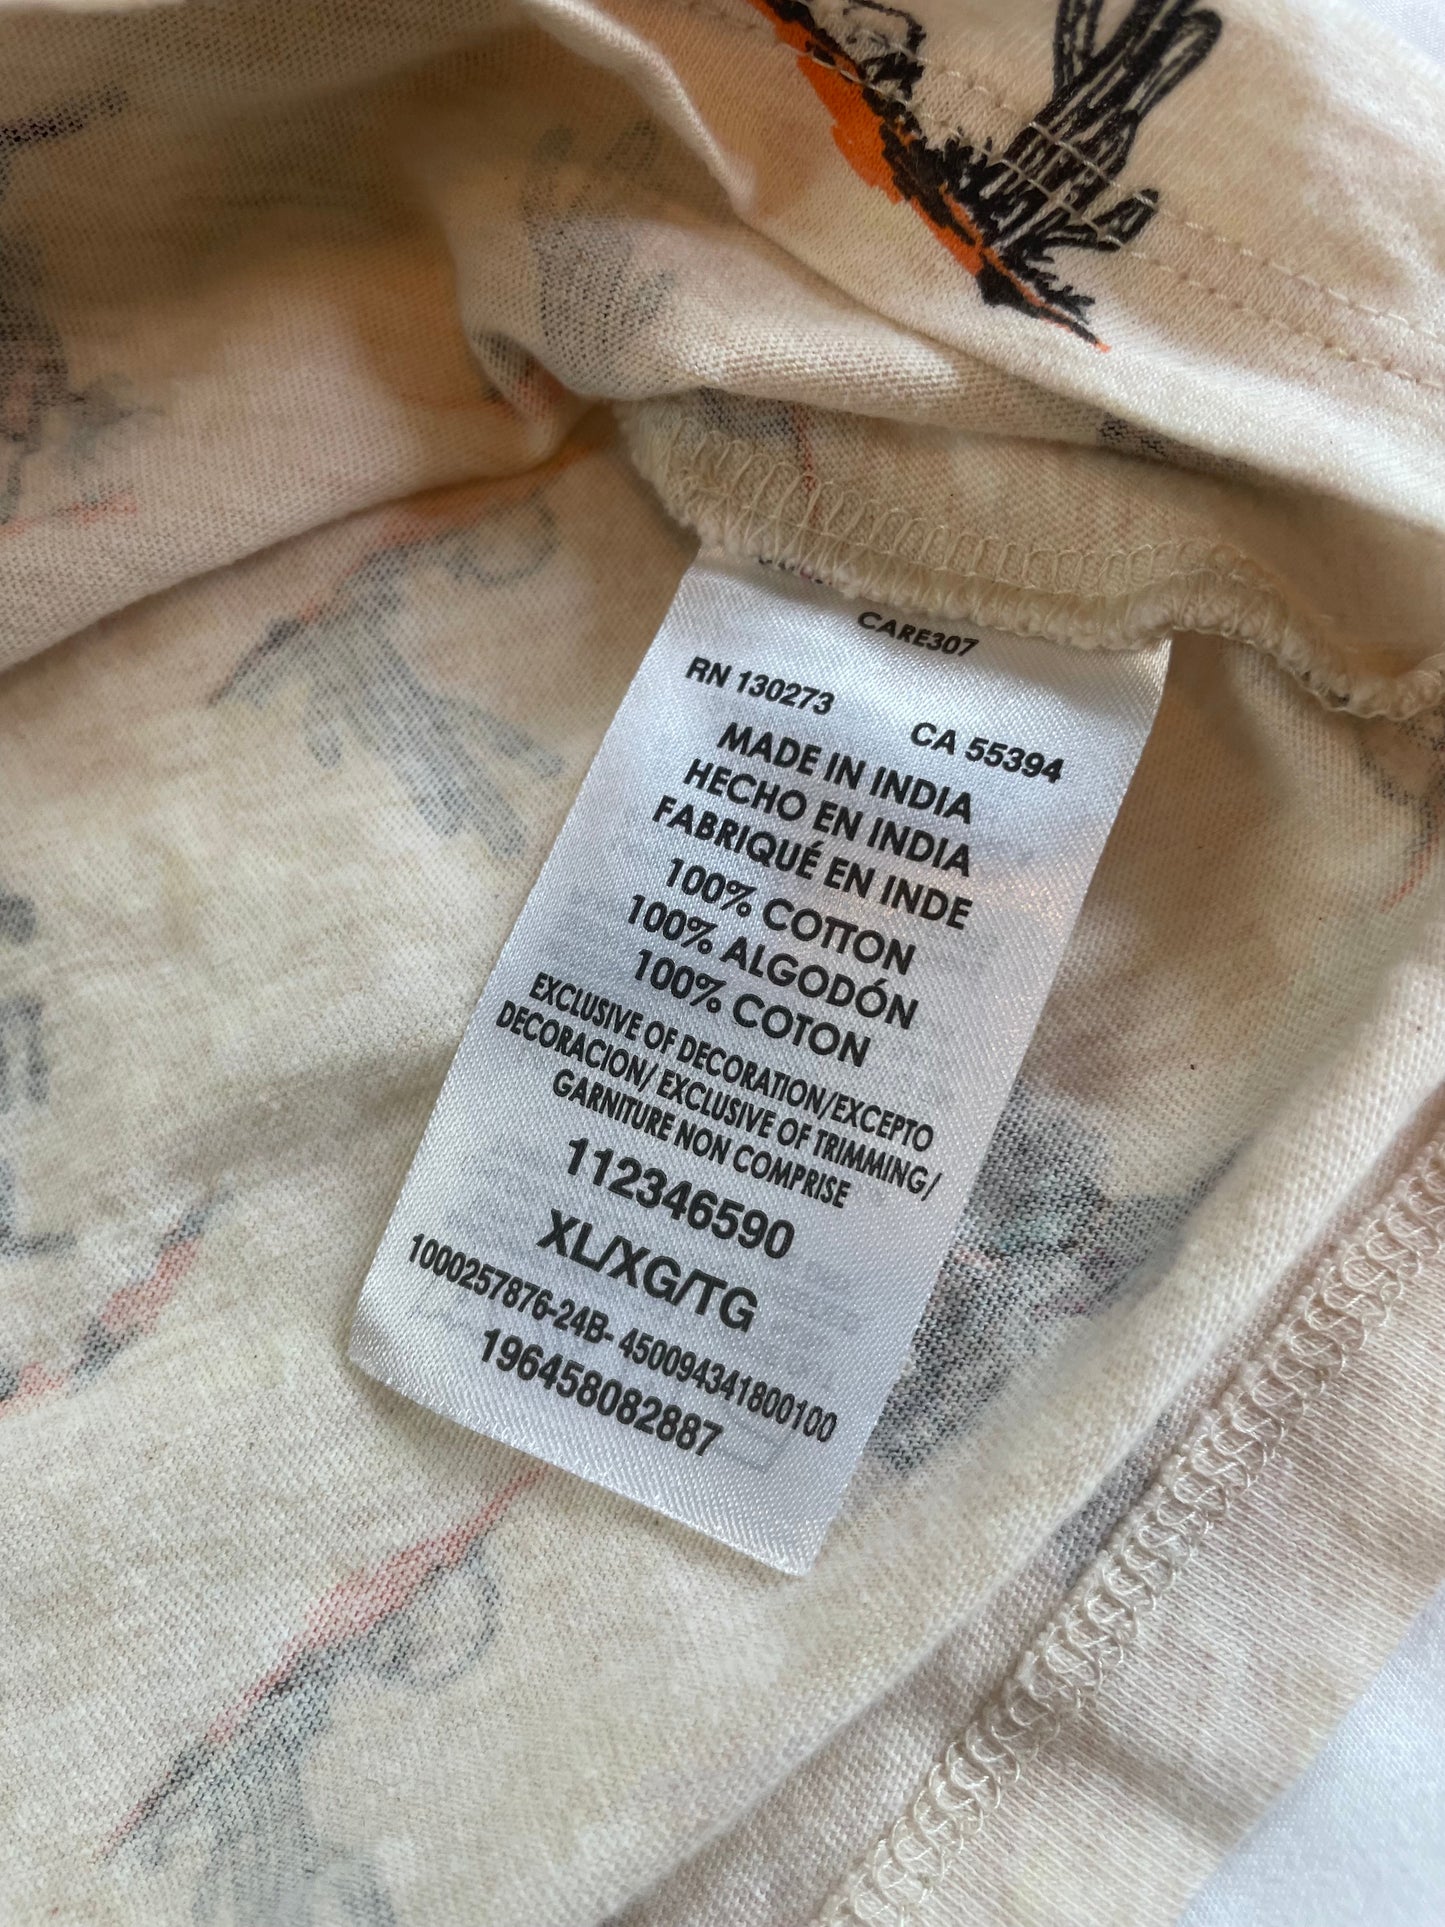 CARE307
RN 130273 CA 55394
MADE IN INDIA
HECHO EN INDIA
FABRIQUÉ EN INDE
100% COTTON
100% ALGODÓN
100% COTON
EXCLUSIVE OF DECORATION/EXCEPTO
DECORACION/ EXCLUSIVE OF TRIMMING/
GARNITURE NON COMPRISE
112346590
XL/XG/TG
1000257876-24B- 450094341800100
196458082887